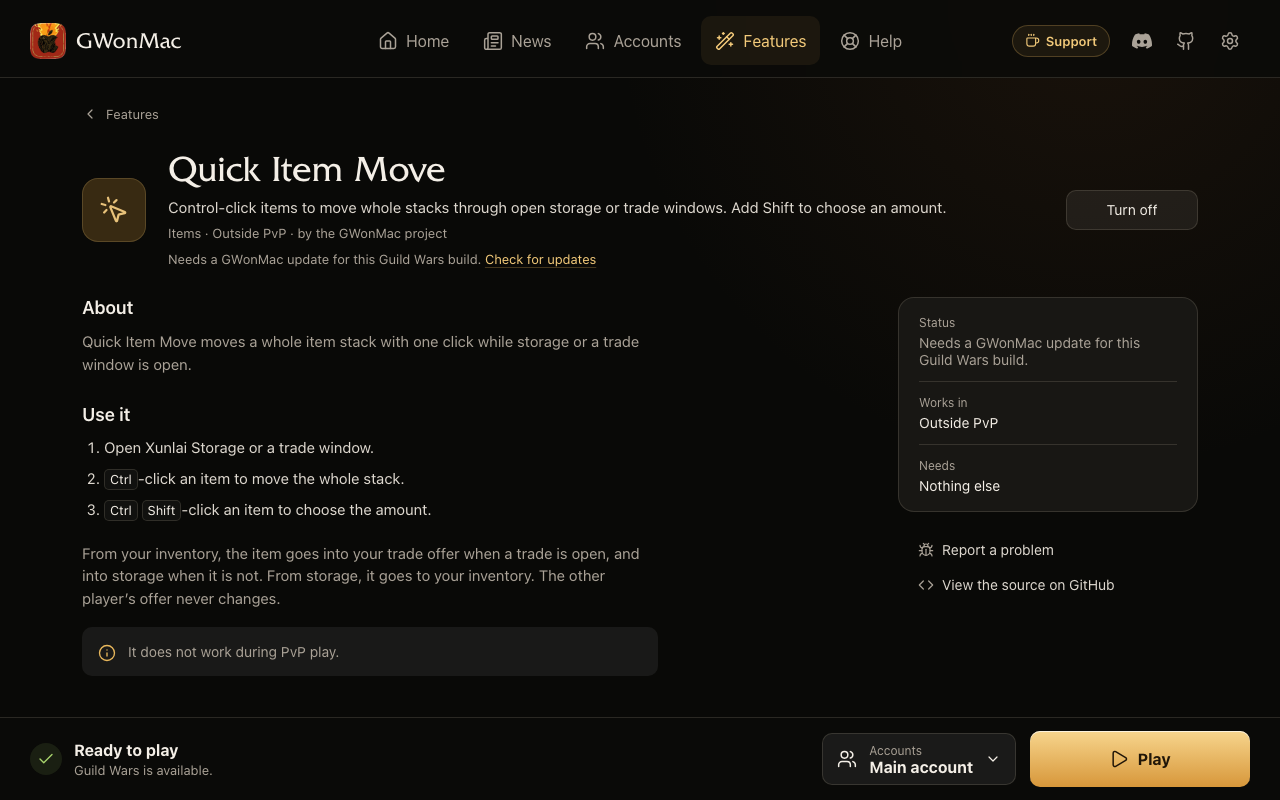 GWonMac
Home
News
Accounts
Features
Help
Support
Features
Quick Item Move
Control-click items to move whole stacks through open storage or trade windows. Add Shift to choose an amount.
Items · Outside PvP · by the GWonMac project
Needs a GWonMac update for this Guild Wars build. Check for updates
Turn off
About
Quick Item Move moves a whole item stack with one click while storage or a trade
window is open.
Use it
1. Open Xunlai Storage or a trade window.
2. Ctrl-click an item to move the whole stack.
3. Ctrl Shift-click an item to choose the amount.
From your inventory, the item goes into your trade offer when a trade is open, and
into storage when it is not. From storage, it goes to your inventory. The other
player’s offer never changes.
It does not work during PvP play.
Status
Needs a GWonMac update for this
Guild Wars build.
Works in
Outside PvP
Needs
Nothing else
Report a problem
View the source on GitHub
Ready to play
Guild Wars is available.
Accounts
Main account
Play